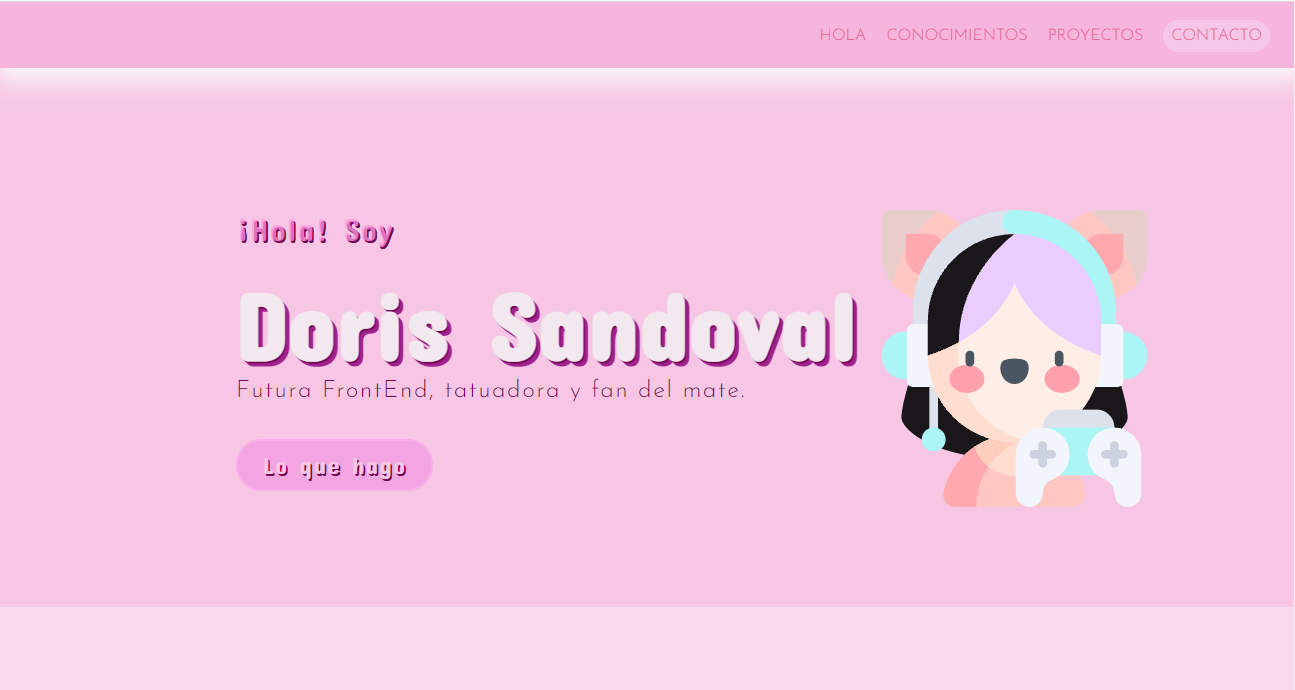 HOLA CONOCIMIENTOS PROYECTOS CONTACTO
¡Hola! Soy
Doris Sandoval
Futura FrontEnd, tatuadora y fan del mate.
Lo que hago